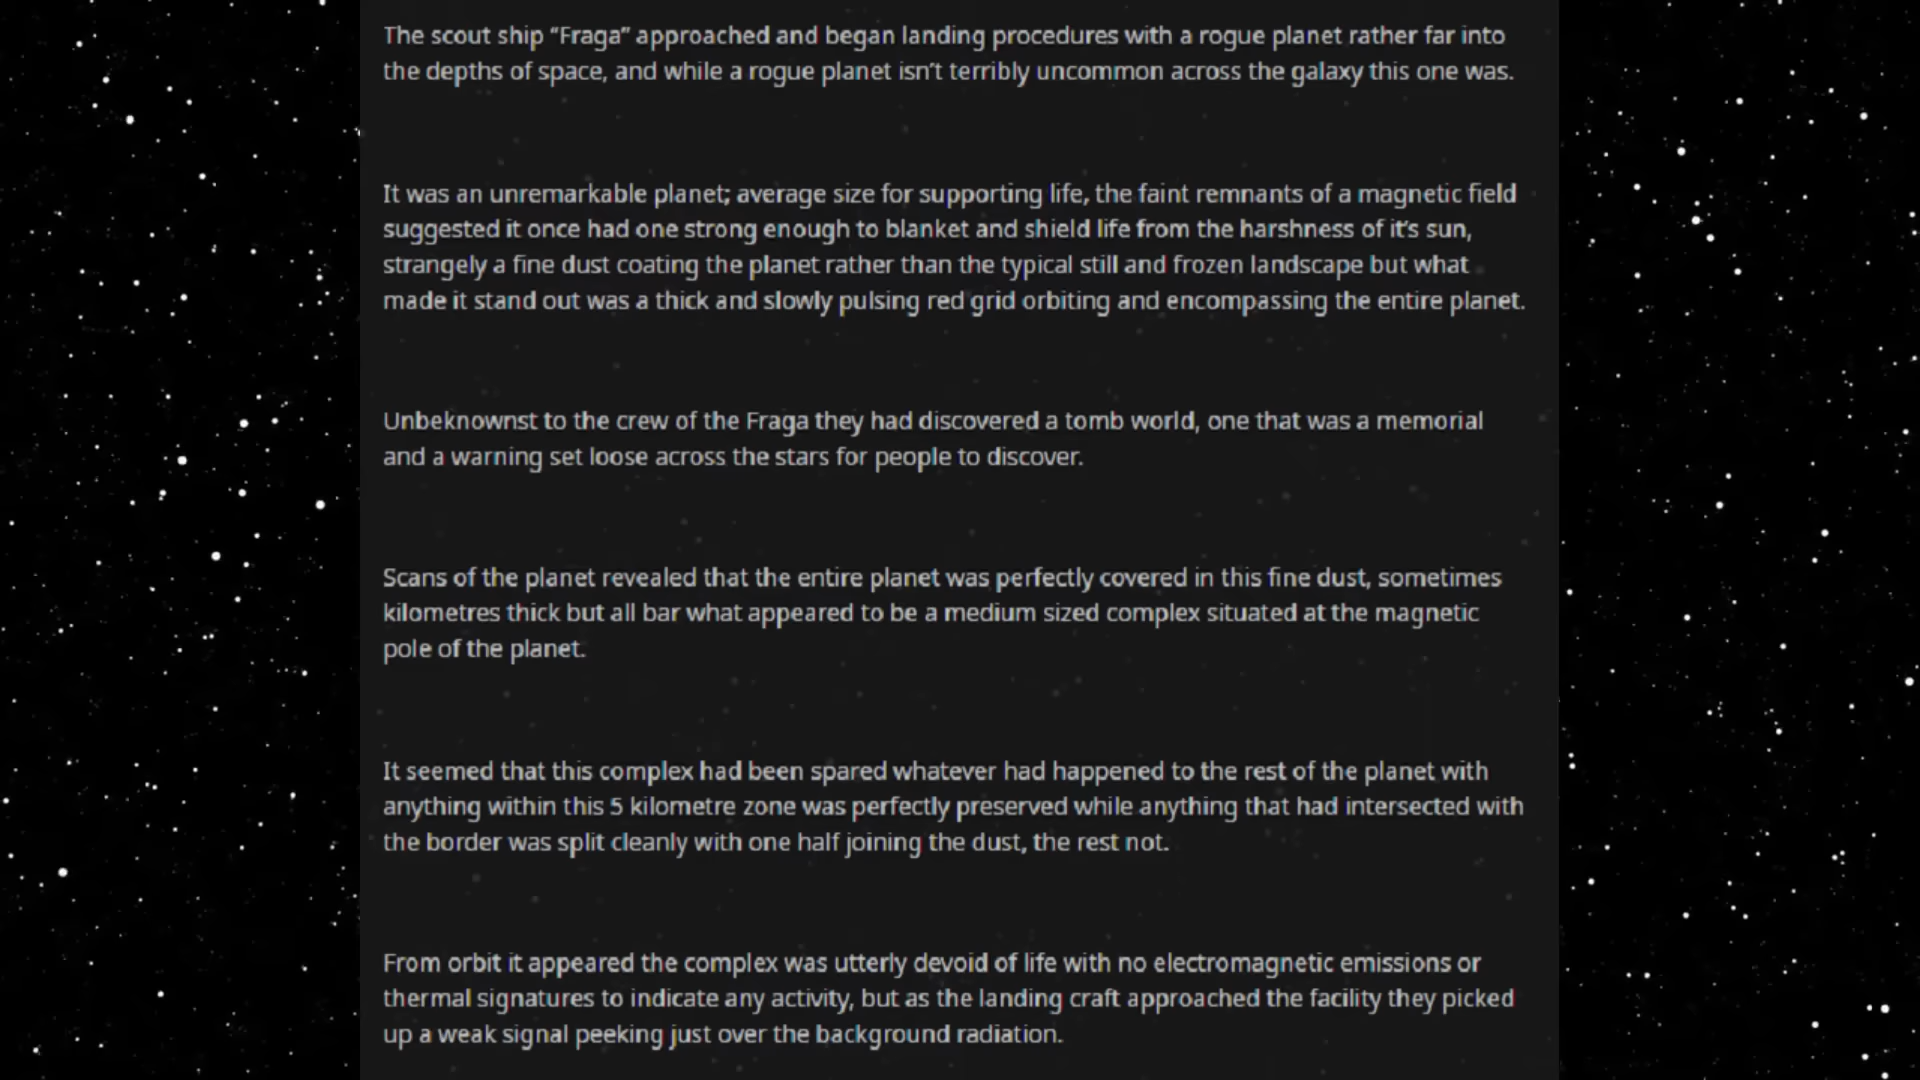 The scout ship “Fraga” approached and began landing procedures with a rogue planet rather far into
the depths of space, and while a rogue planet isn’t terribly uncommon across the galaxy this one was.
It was an unremarkable planet; average size for supporting life, the faint remnants of a magnetic field
suggested it once had one strong enough to blanket and shield life from the harshness of it’s sun,
strangely a fine dust coating the planet rather than the typical still and frozen landscape but what
made it stand out was a thick and slowly pulsing red grid orbiting and encompassing the entire planet.
Unbeknownst to the crew of the Fraga they had discovered a tomb world, one that was a memorial
and a warning set loose across the stars for people to discover.
Scans of the planet revealed that the entire planet was perfectly covered in this fine dust, sometimes
kilometres thick but all bar what appeared to be a medium sized complex situated at the magnetic
pole of the planet.
It seemed that this complex had been spared whatever had happened to the rest of the planet with
anything within this 5 kilometre zone was perfectly preserved while anything that had intersected with
the border was split cleanly with one half joining the dust, the rest not.
From orbit it appeared the complex was utterly devoid of life with no electromagnetic emissions or
thermal signatures to indicate any activity, but as the landing craft approached the facility they picked
up a weak signal peeking just over the background radiation.